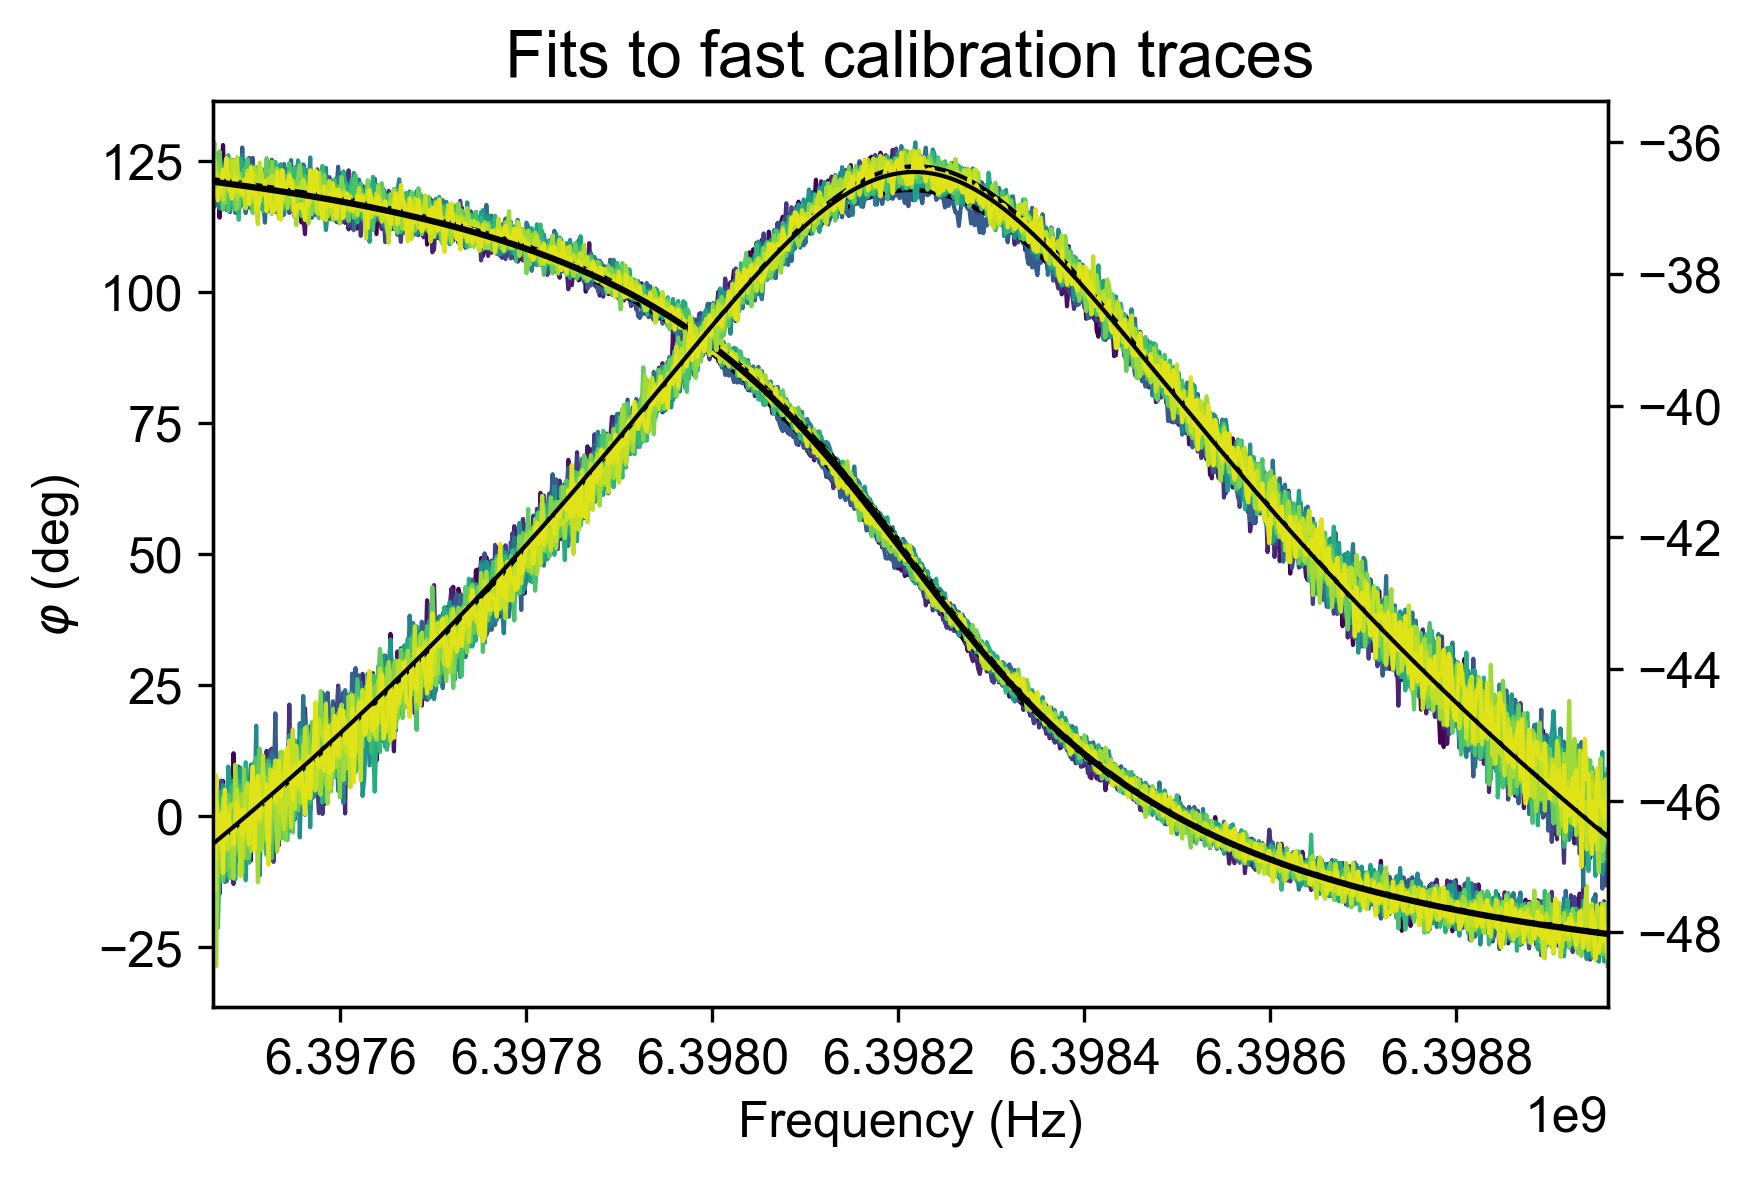 Fits to fast calibration traces
125
100
75
50
25
0
−25
φ (deg)
−36
−38
−40
−42
−44
−46
−48
6.3976 6.3978 6.3980 6.3982 6.3984 6.3986 6.3988
Frequency (Hz)
1e9